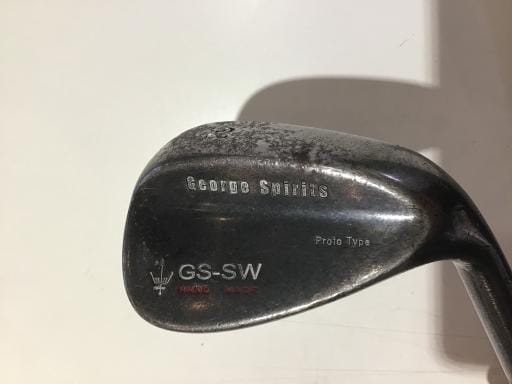 George Spirits
Proto Type
GS-SW